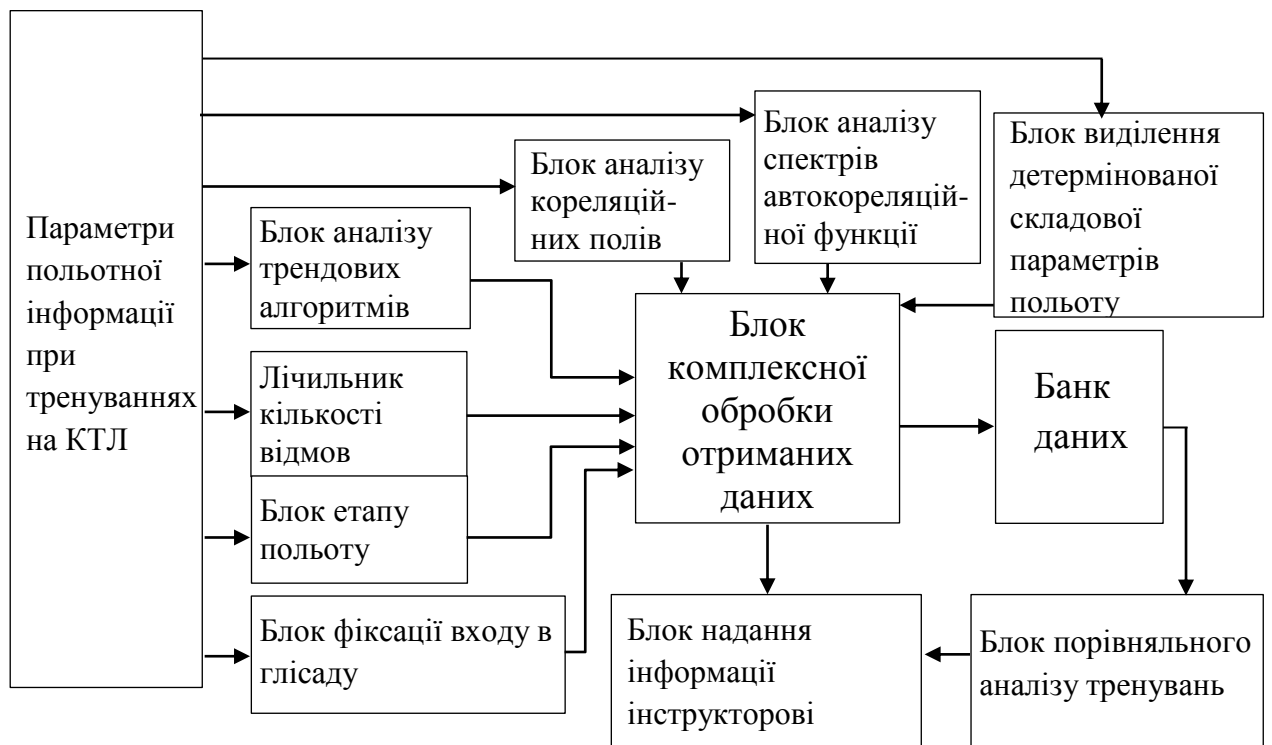 Параметри
польотної
інформації
при
тренуваннях
на КТЛ
Блок аналізу
трендових
алгоритмів
Лічильник
кількості
відмов
Блок етапу
польоту
Блок фіксації входу в
глісаду
Блок аналізу
кореляцій-
них полів
Блок аналізу
спектрів
автокореляцій-
ної функції
Блок виділення
детермінованої
складової
параметрів
польоту
Блок
комплексної
обробки
отриманих
даних
Банк
даних
Блок надання
інформації
інструкторові
Блок порівняльного
аналізу тренувань